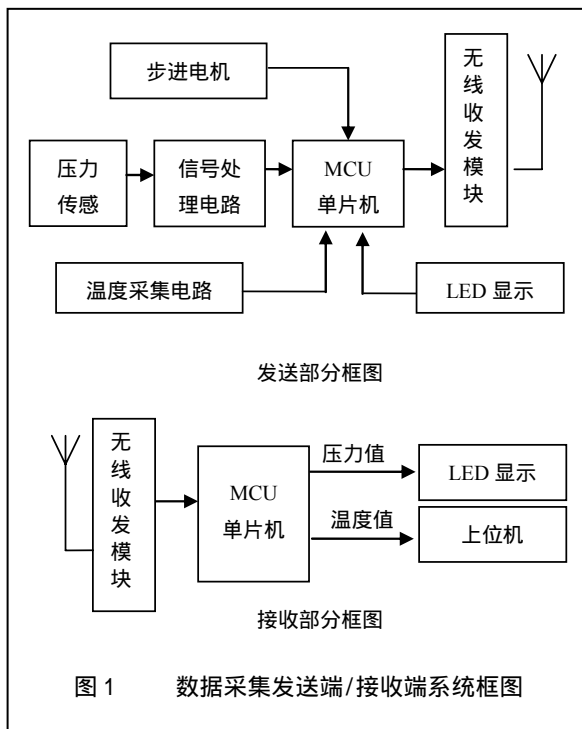 步进电机
无线收发模块
压力
传感
信号处
理电路
MCU
单片机
温度采集电路
LED 显示
发送部分框图
无线收发模块
MCU
单片机
压力值
LED 显示
温度值
上位机
接收部分框图
图 1 数据采集发送端/接收端系统框图